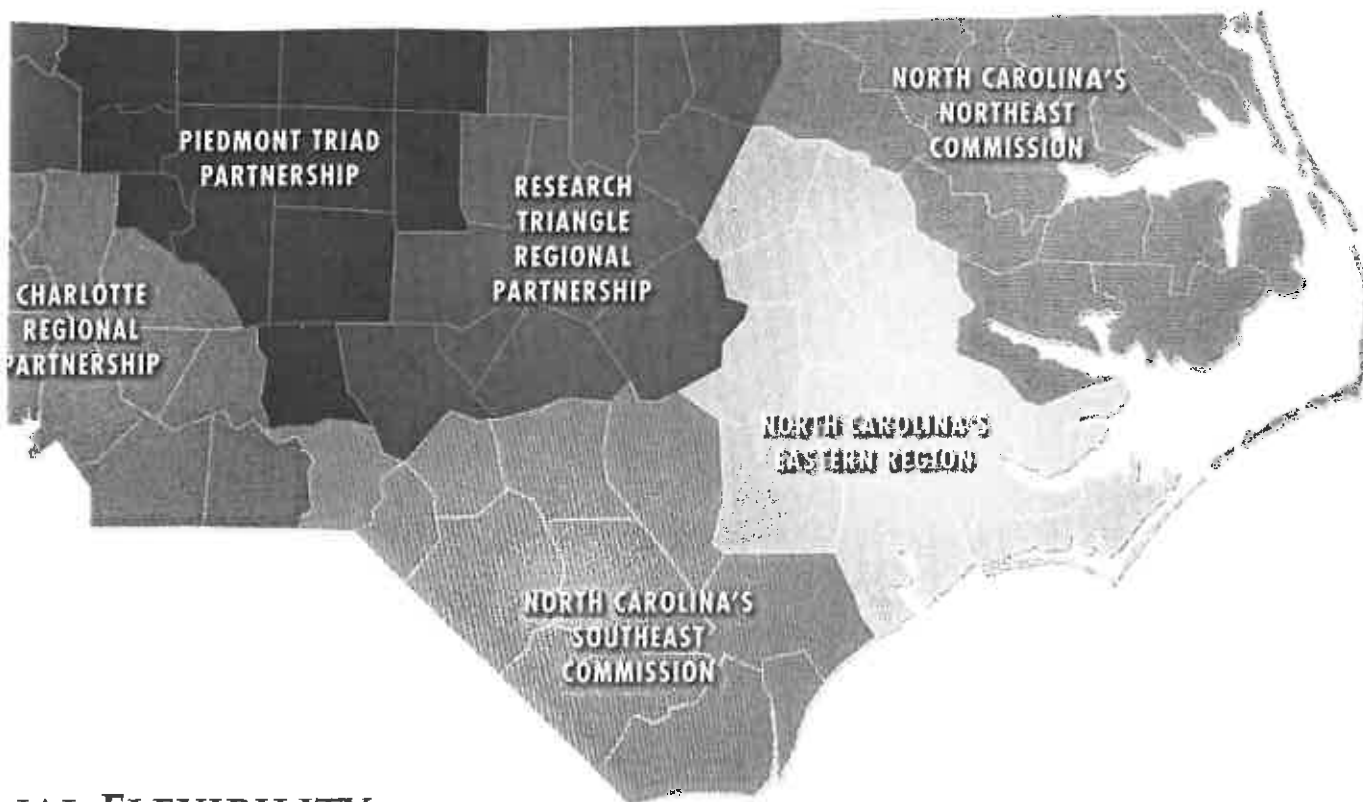 NORTH CAROLINA'S
NORTHEAST
COMMISSION
PIEDMONT TRIAD
PARTNERSHIP
RESEARCH
TRIANGLE
REGIONAL
PARTNERSHIP
CHARLOTTE
REGIONAL
PARTNERSHIP
NORTH CAROLINA'S
EASTERN REGION
NORTH CAROLINA'S
SOUTHEAST
COMMISSION
FLEXIBILITY